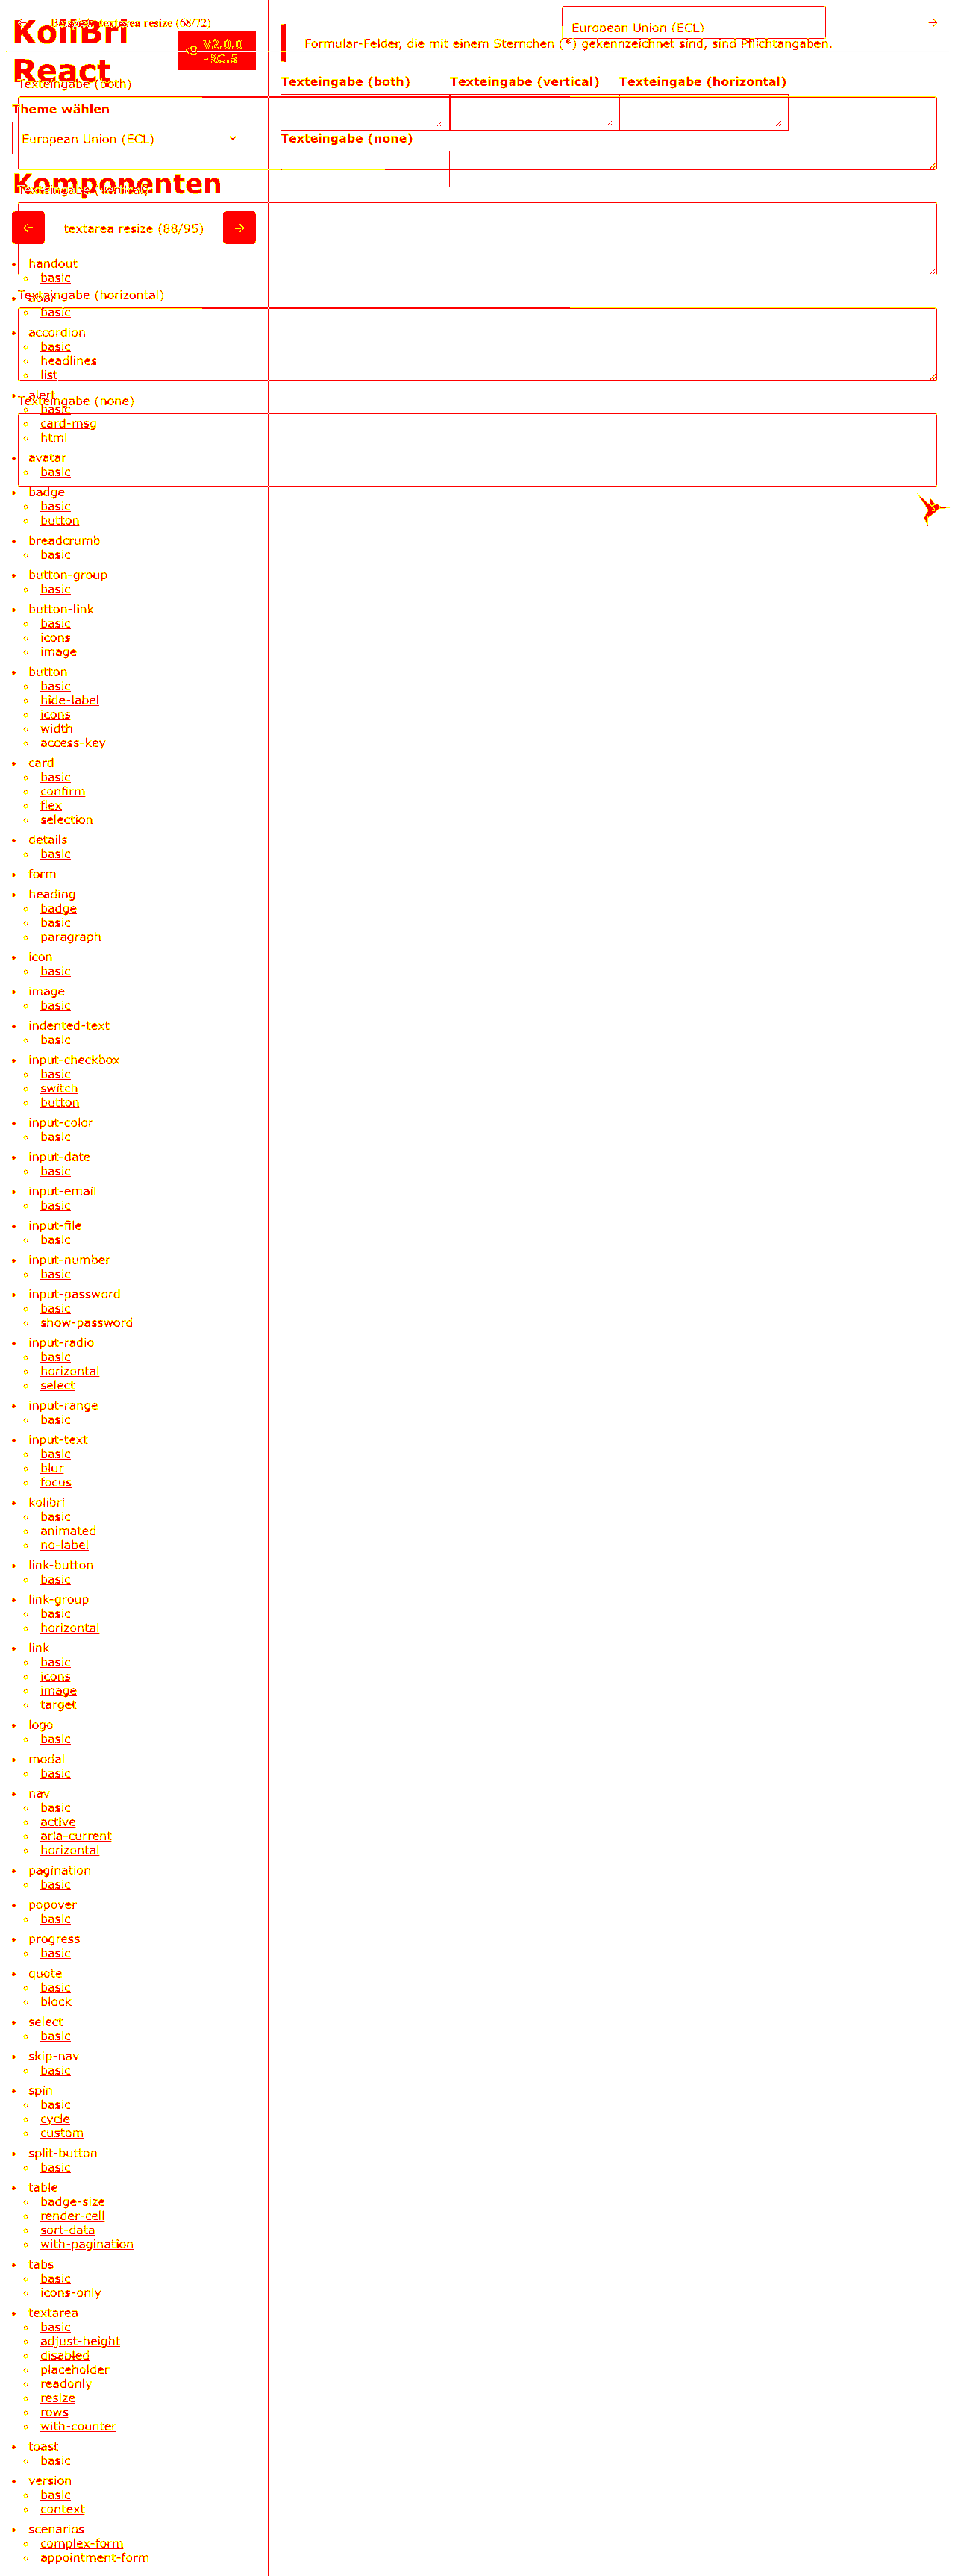 KoliBri
React
V2.0.0
-RC.5
Beispiel: textarea resize (68/72)
European Union (ECL)
Formular-Felder, die mit einem Sternchen (*) gekennzeichnet sind, sind Pflichtangaben.
Texteingabe (both)
Texteingabe (both)
Texteingabe (vertical)
Texteingabe (horizontal)
Theme wählen
European Union (ECL)
Texteingabe (none)
Komponenten
Texteingabe (vertical)
textarea resize (88/95)
handout
basic
Texteingabe (horizontal)
abbr
basic
accordion
basic
headlines
list
alert
Texteingabe (none)
basic
card-msg
html
avatar
basic
badge
basic
button
breadcrumb
basic
button-group
basic
button-link
basic
icons
image
button
basic
hide-label
icons
width
access-key
card
basic
confirm
flex
selection
details
basic
form
heading
badge
basic
paragraph
icon
basic
image
basic
indented-text
basic
input-checkbox
basic
switch
button
input-color
basic
input-date
basic
input-email
basic
input-file
basic
input-number
basic
input-password
basic
show-password
input-radio
basic
horizontal
select
input-range
basic
input-text
basic
blur
focus
kolibri
basic
animated
no-label
link-button
basic
link-group
basic
horizontal
link
basic
icons
image
target
logo
basic
modal
basic
nav
basic
active
aria-current
horizontal
pagination
basic
popover
basic
progress
basic
quote
basic
block
select
basic
skip-nav
basic
spin
basic
cycle
custom
split-button
basic
table
badge-size
render-cell
sort-data
with-pagination
tabs
basic
icons-only
textarea
basic
adjust-height
disabled
placeholder
readonly
resize
rows
with-counter
toast
basic
version
basic
context
scenarios
complex-form
appointment-form